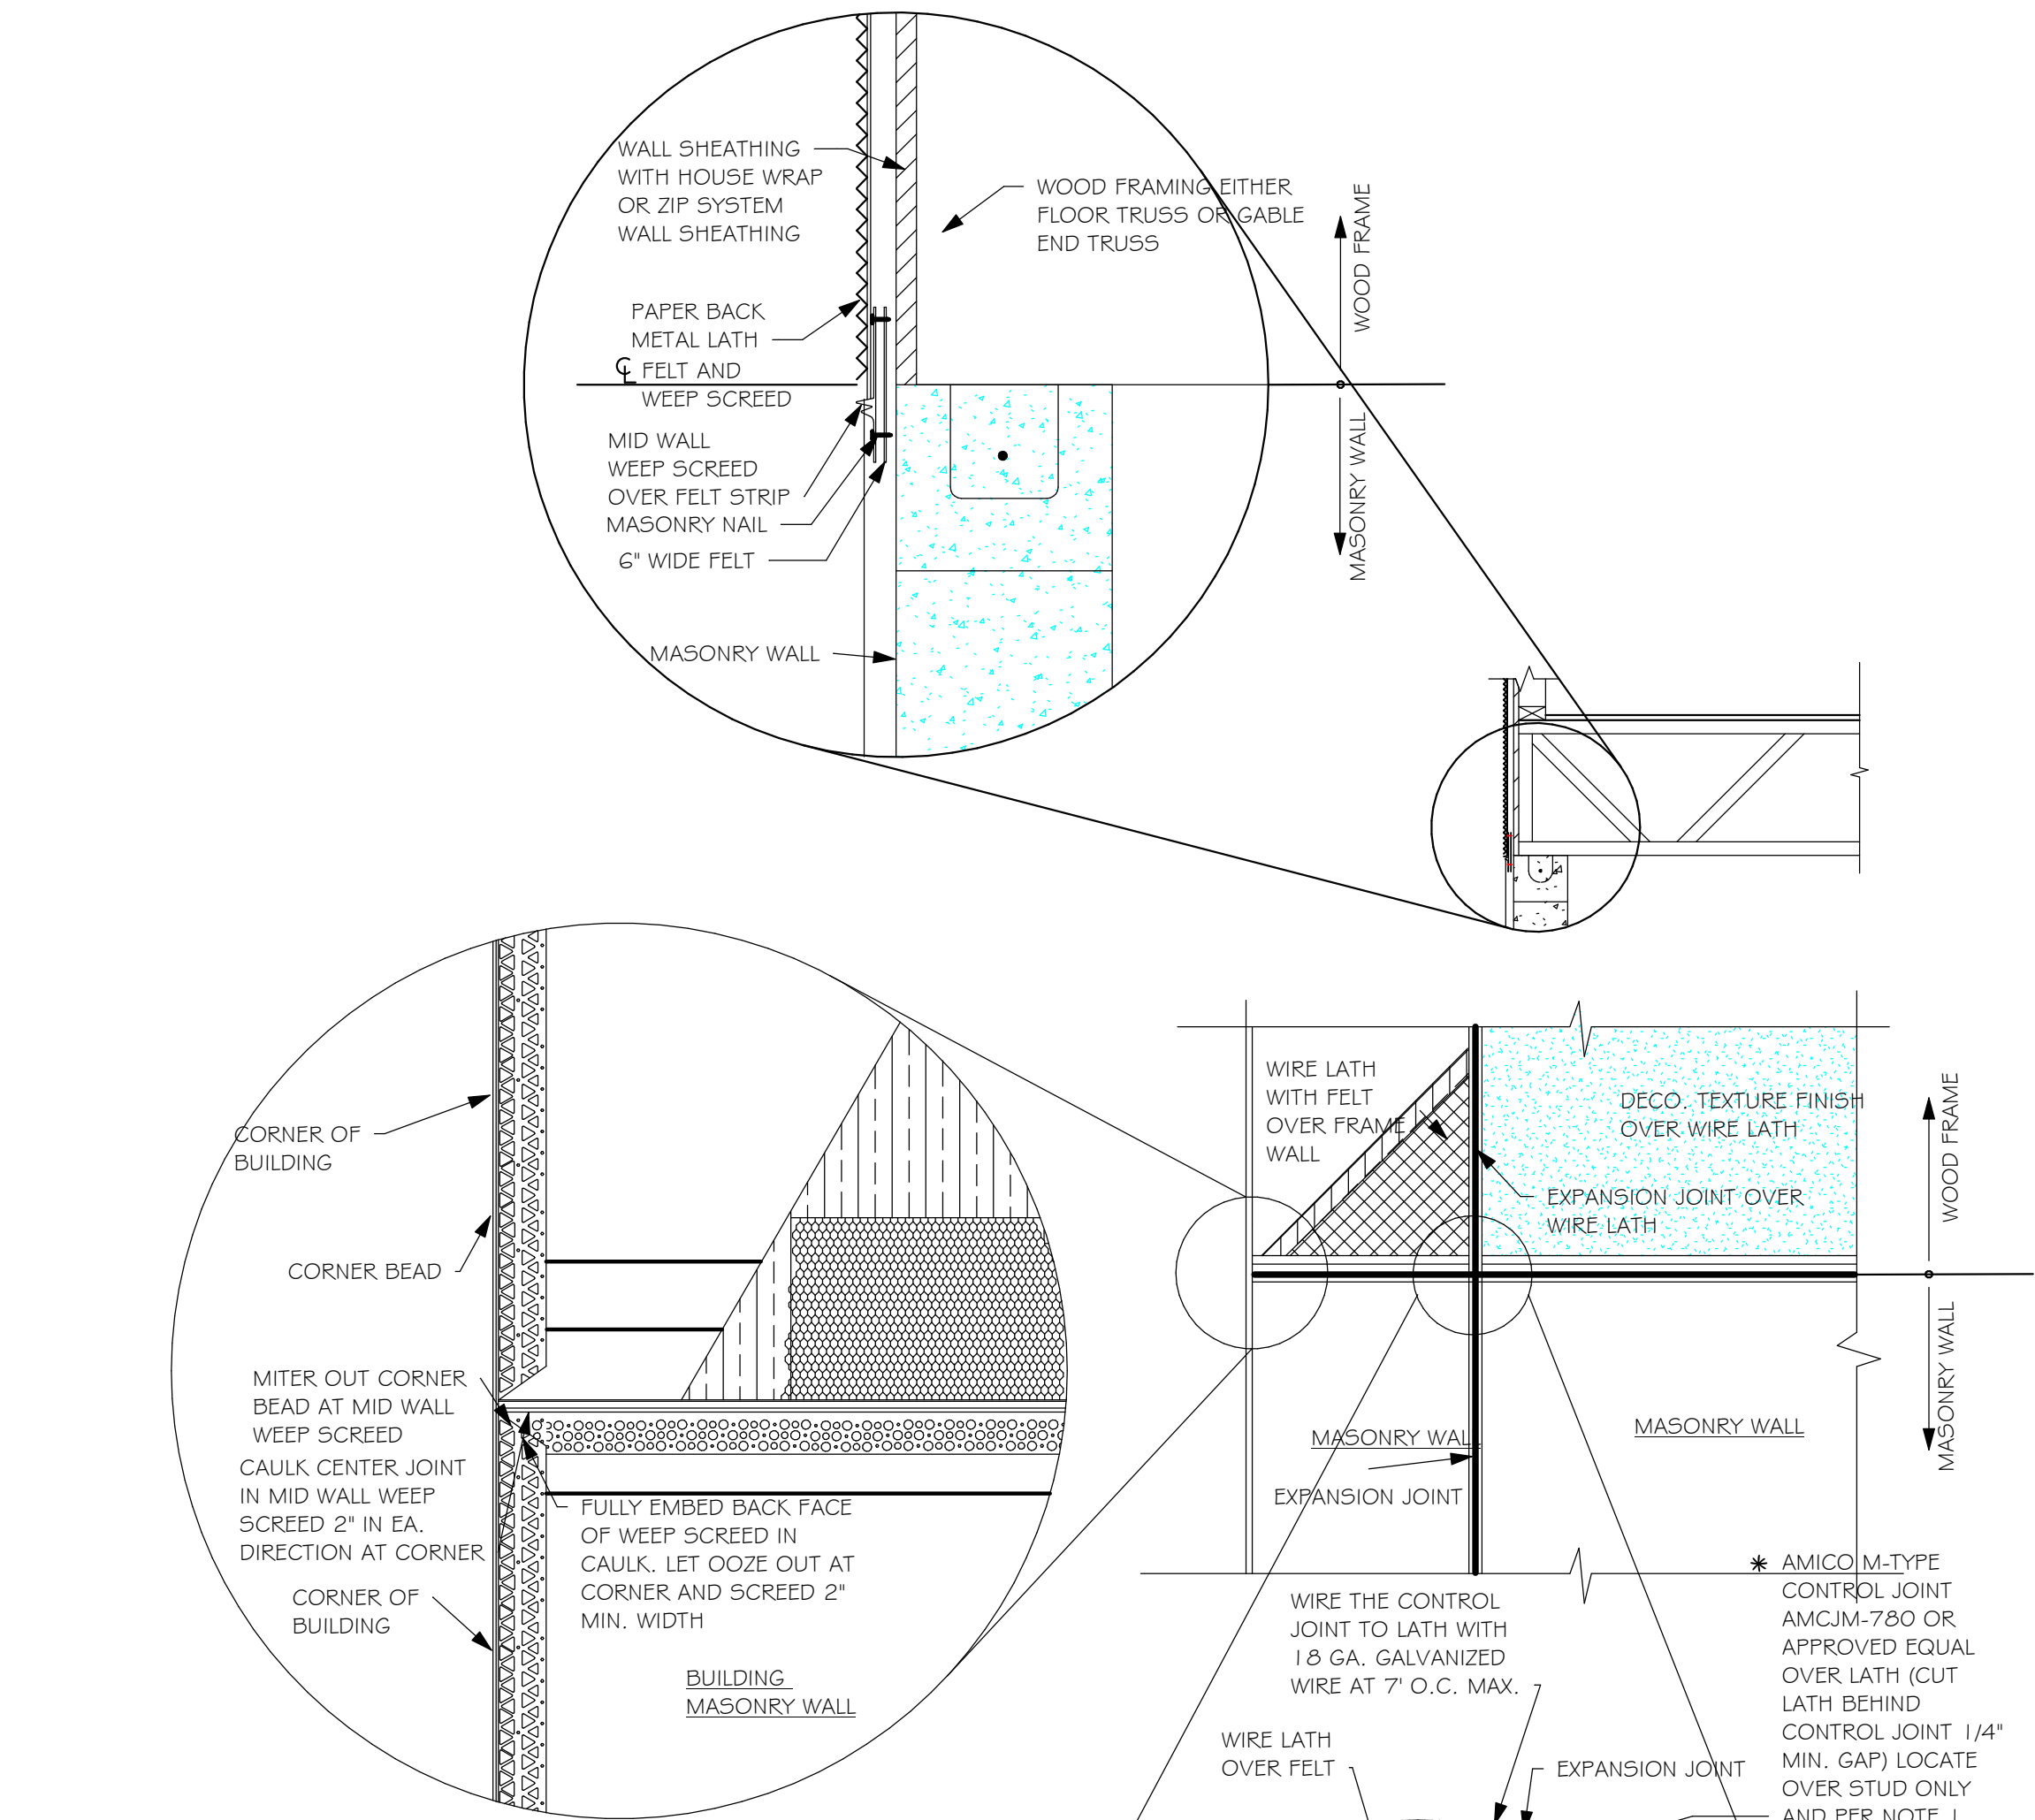 WALL SHEATHING
WITH HOUSE WRAP
OR ZIP SYSTEM
WALL SHEATHING
WOOD FRAMING EITHER
FLOOR TRUSS OR GABLE
END TRUSS
WOOD FRAME
PAPER BACK
METAL LATH
℄ FELT AND
WEEP SCREED
MID WALL
WEEP SCREED
OVER FELT STRIP
MASONRY NAIL
6" WIDE FELT
MASONRY WALL
MASONRY WALL
CORNER OF
BUILDING
CORNER BEAD
MITER OUT CORNER
BEAD AT MID WALL
WEEP SCREED
CAULK CENTER JOINT
IN MID WALL WEEP
SCREED 2" IN EA.
DIRECTION AT CORNER
CORNER OF
BUILDING
FULLY EMBED BACK FACE
OF WEEP SCREED IN
CAULK. LET OOZE OUT AT
CORNER AND SCREED 2"
MIN. WIDTH
BUILDING
MASONRY WALL
WIRE LATH
WITH FELT
OVER FRAME
WALL
DECO. TEXTURE FINISH
OVER WIRE LATH
EXPANSION JOINT OVER
WIRE LATH
WOOD FRAME
MASONRY WALL
MASONRY WALL
MASONRY WALL
EXPANSION JOINT
WIRE THE CONTROL
JOINT TO LATH WITH
18 GA. GALVANIZED
WIRE AT 7' O.C. MAX.
WIRE LATH
OVER FELT
EXPANSION JOINT
* AMICO M-TYPE
CONTROL JOINT
AMCJM-780 OR
APPROVED EQUAL
OVER LATH (CUT
LATH BEHIND
CONTROL JOINT 1/4"
MIN. GAP) LOCATE
OVER STUD ONLY
AND PER NOTE